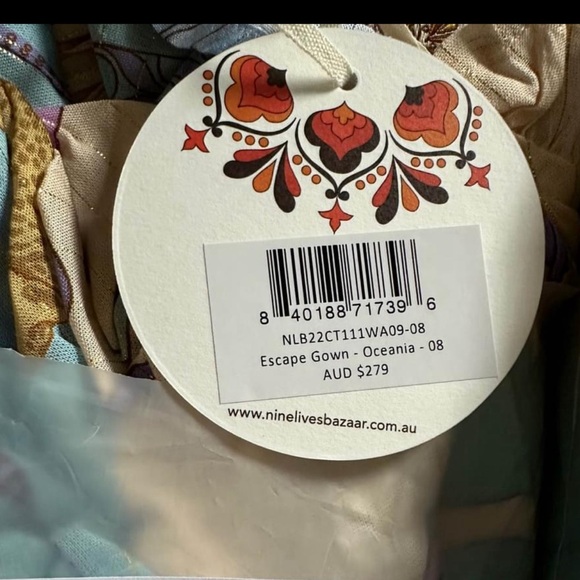 8 40188 71739 6
NLB22CT111WA09-08
Escape Gown - Oceania - 08
AUD $279
www.ninelivesbazaar.com.au